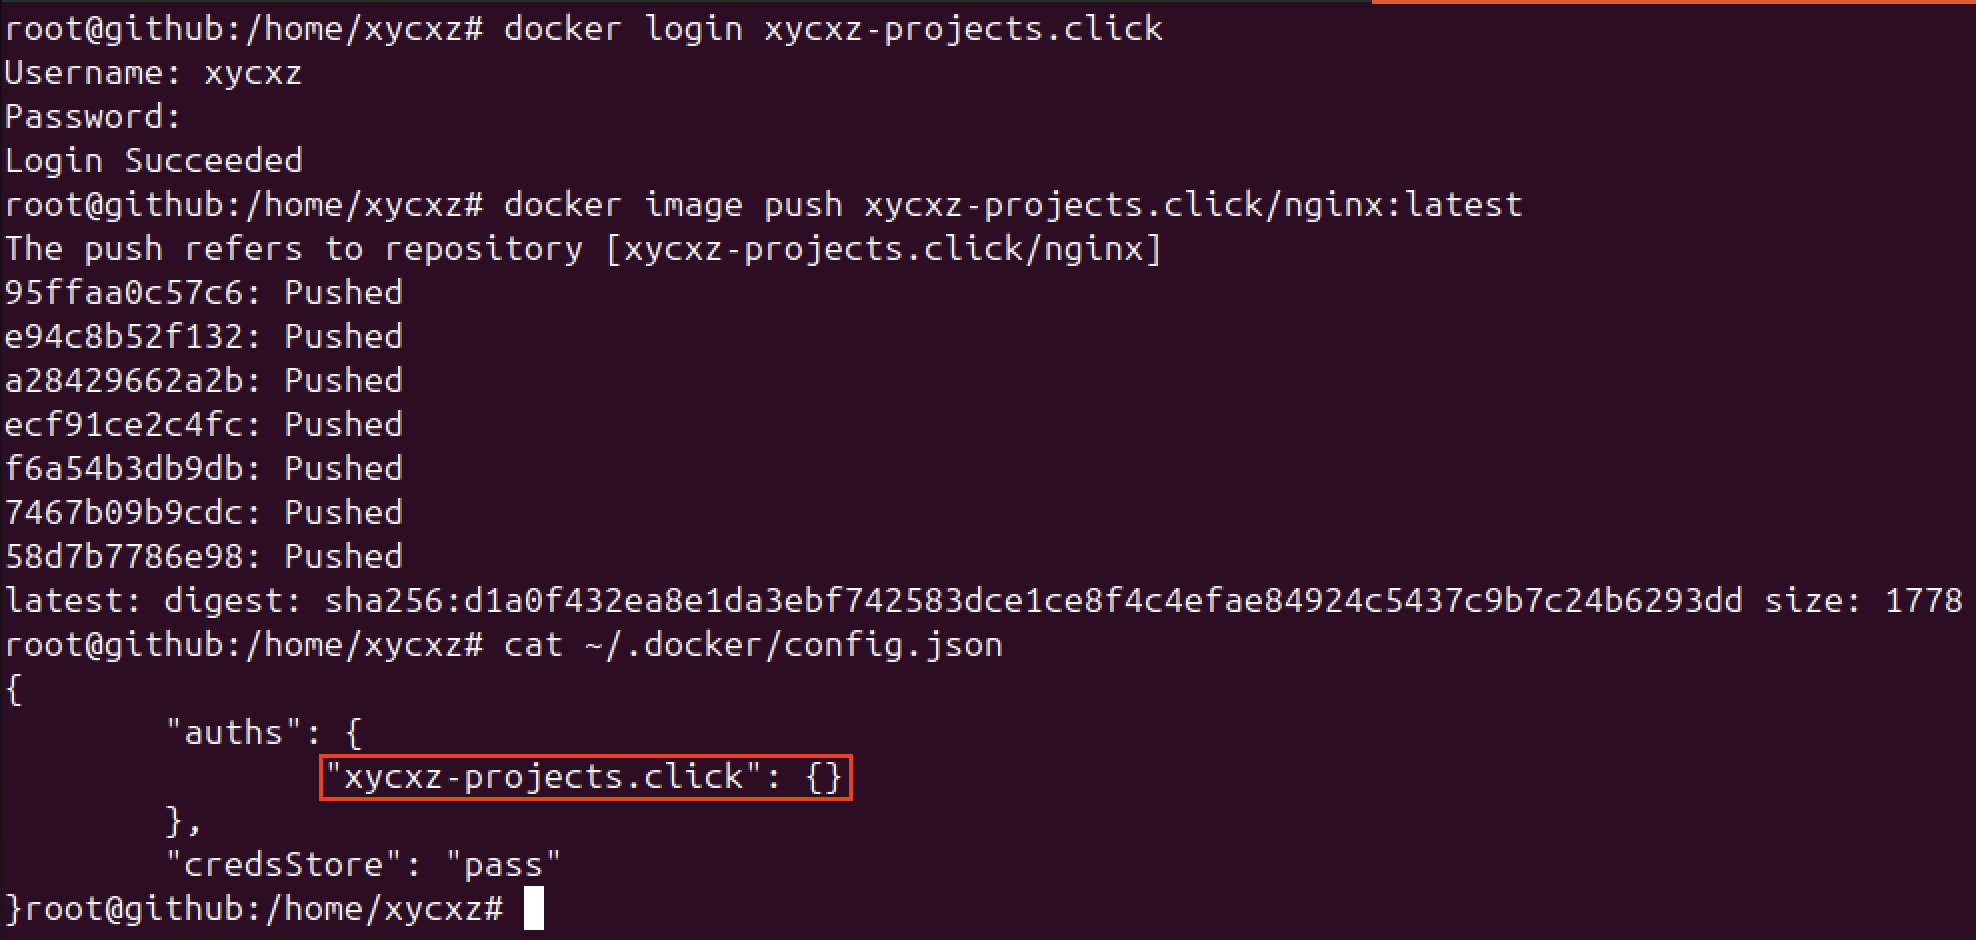 root@github:/home/xycxz# docker login xycxz-projects.click
Username: xycxz
Password:
Login Succeeded
root@github:/home/xycxz# docker image push xycxz-projects.click/nginx:latest
The push refers to repository [xycxz-projects.click/nginx]
95ffaa0c57c6: Pushed
e94c8b52f132: Pushed
a28429662a2b: Pushed
ecf91ce2c4fc: Pushed
f6a54b3db9db: Pushed
7467b09b9cdc: Pushed
58d7b7786e98: Pushed
latest: digest: sha256:d1a0f432ea8e1da3ebf742583dce1ce8f4c4efae84924c5437c9b7c24b6293dd size: 1778
root@github:/home/xycxz# cat ~/.docker/config.json
{
        "auths": {
                "xycxz-projects.click": {}
        },
        "credsStore": "pass"
}root@github:/home/xycxz#